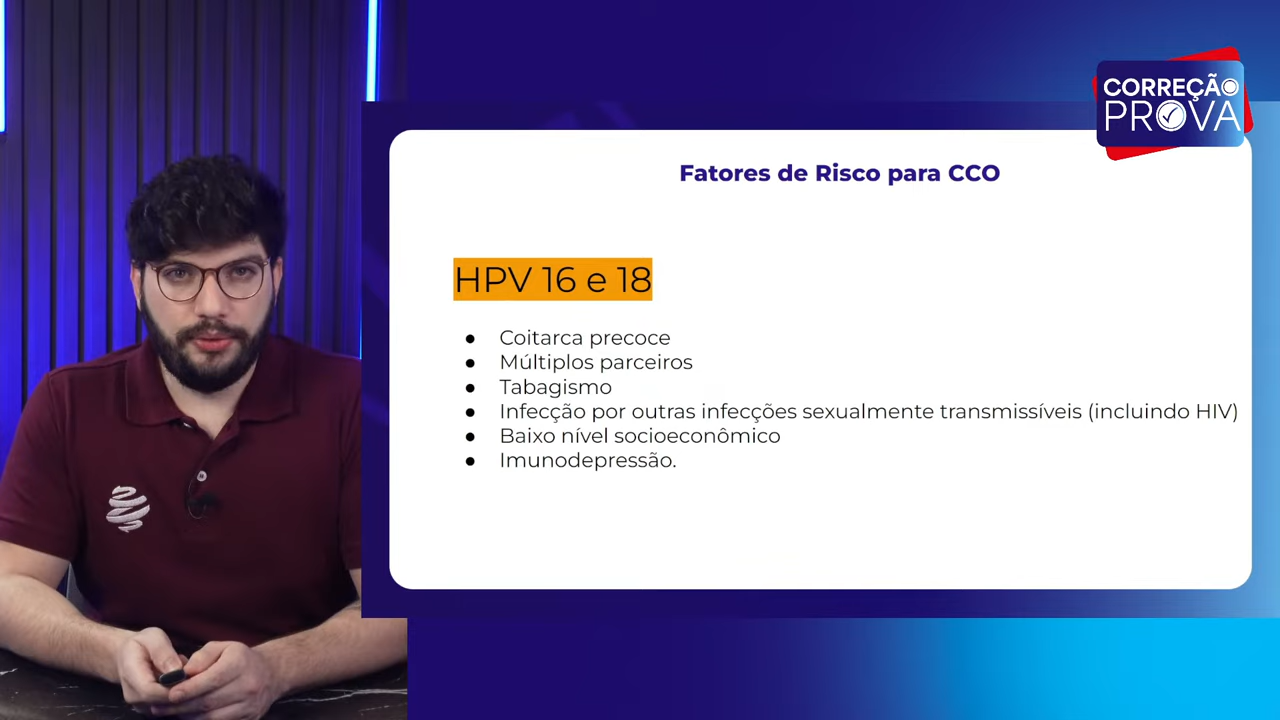 CORREÇÃO
PROVA
Fatores de Risco para CCO
HPV 16 e 18
● Coitarca precoce
● Múltiplos parceiros
● Tabagismo
● Infecção por outras infecções sexualmente transmissíveis (incluindo HIV)
● Baixo nível socioeconômico
● Imunodepressão.